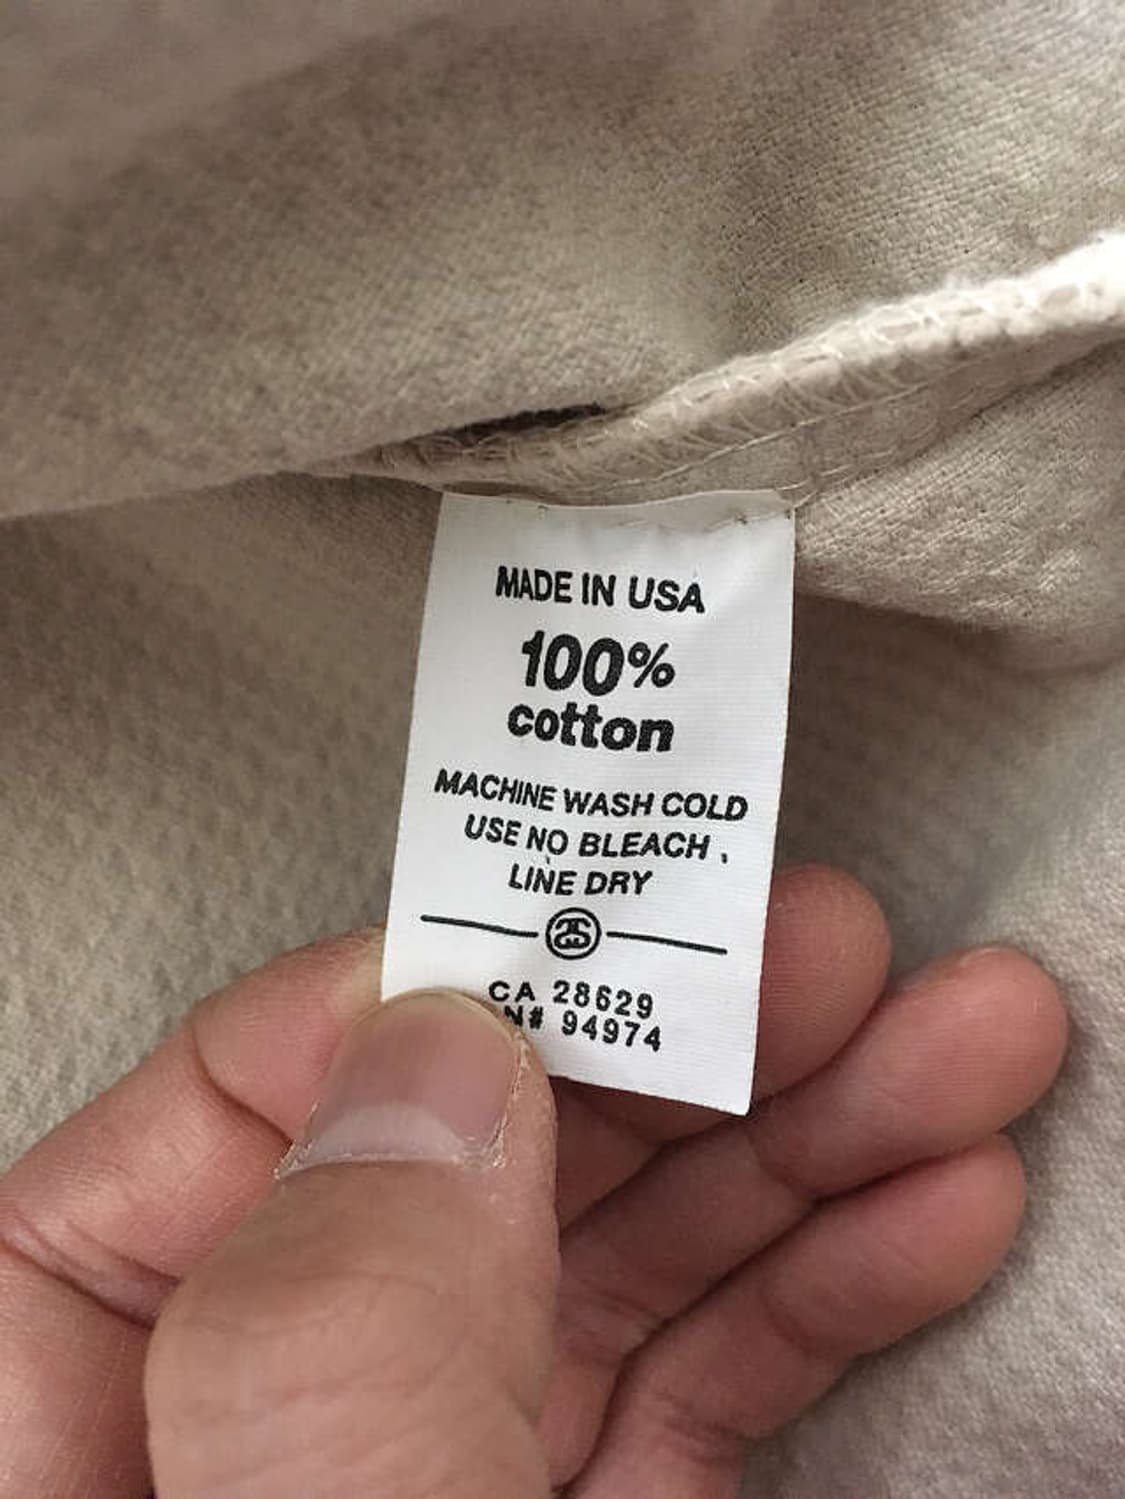 MADE IN USA
100%
cotton
MACHINE WASH COLD
USE NO BLEACH .
LINE DRY
CA 28629
N# 94974